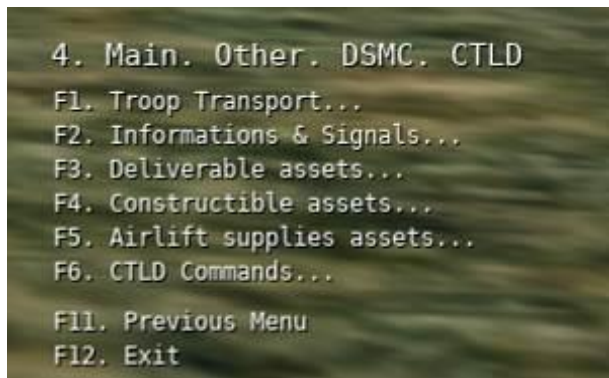 4. Main. Other. DSMC. CTLD
F1. Troop Transport...
F2. Informations & Signals...
F3. Deliverable assets...
F4. Constructible assets...
F5. Airlift supplies assets...
F6. CTLD Commands...
F11. Previous Menu
F12. Exit